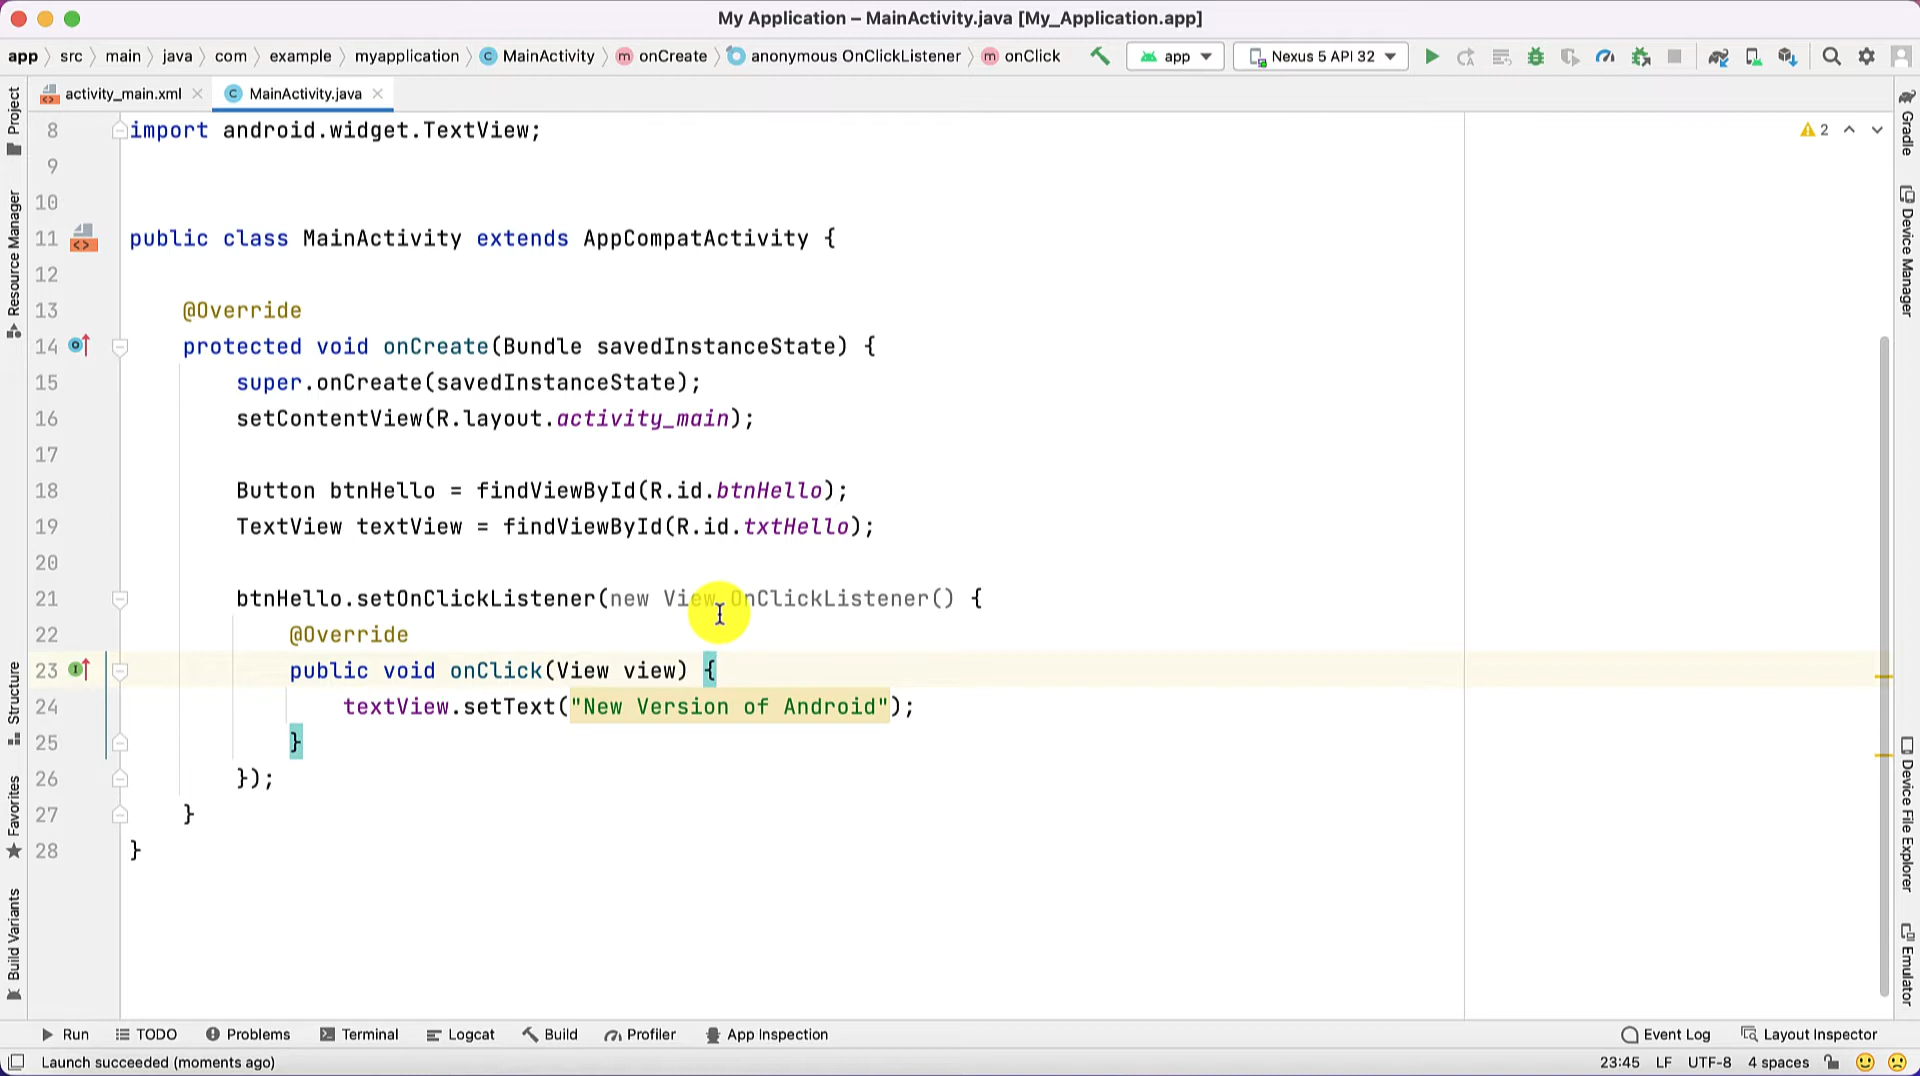 My Application – MainActivity.java [My_Application.app]
app src main java com example myapplication C MainActivity m onCreate anonymous OnClickListener m onClick app Nexus 5 API 32
activity_main.xml C MainActivity.java
8 import android.widget.TextView; 2
9
10
11 public class MainActivity extends AppCompatActivity {
12
13 @Override
14 protected void onCreate(Bundle savedInstanceState) {
15 super.onCreate(savedInstanceState);
16 setContentView(R.layout.activity_main);
17
18 Button btnHello = findViewById(R.id.btnHello);
19 TextView textView = findViewById(R.id.txtHello);
20
21 btnHello.setOnClickListener(new View.OnClickListener() {
22 @Override
23 public void onClick(View view) {
24 textView.setText("New Version of Android");
25 }
26 });
27 }
28 }
Project
Resource Manager
Structure
Favorites
Build Variants
Gradle
Device Manager
Device File Explorer
Emulator
Run TODO Problems Terminal Logcat Build Profiler App Inspection Event Log Layout Inspector
Launch succeeded (moments ago) 23:45 LF UTF-8 4 spaces